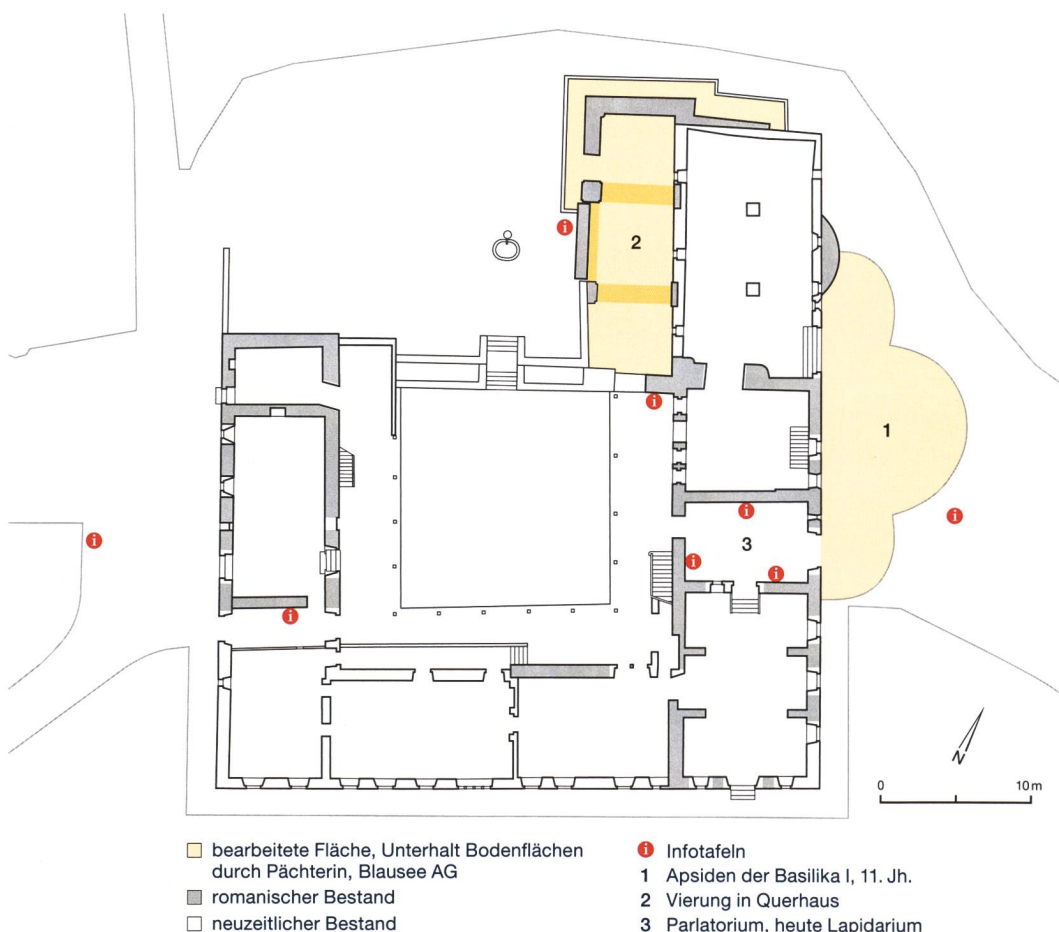 2
1
3
N
0 10 m
bearbeitete Fläche, Unterhalt Bodenflächen
durch Pächterin, Blausee AG
romanischer Bestand
neuzeitlicher Bestand
i Infotafeln
1 Apsiden der Basilika I, 11. Jh.
2 Vierung in Querhaus
3 Parlatorium, heute Lapidarium